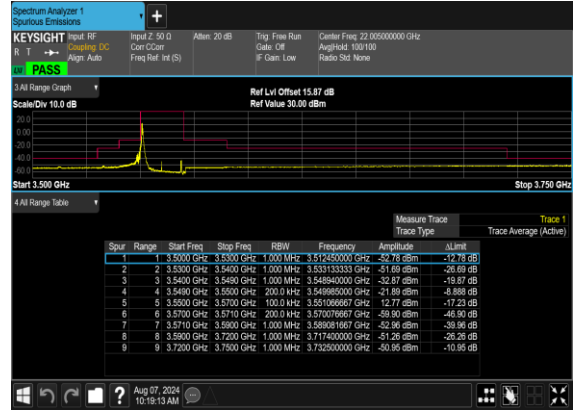 Spectrum Analyzer 1
Spurious Emissions
KEYSIGHT Input: RF Input Z: 50 Ω Atten: 20 dB Trig: Free Run Center Freq: 22.005000000 GHz
R T Coupling: DC Corr CCorr Gate: Off Avg|Hold: 100/100
Align: Auto Freq Ref: Int (S) IF Gain: Low Radio Std: None
PASS
3 All Range Graph
Ref Lvl Offset 15.87 dB
Scale/Div 10.0 dB Ref Value 30.00 dBm
20.0
0.00
-20.0
-40.0
-60.0
Start 3.500 GHz Stop 3.750 GHz
4 All Range Table
Measure Trace Trace 1
Trace Type Trace Average (Active)
Spur Range Start Freq Stop Freq RBW Frequency Amplitude ΔLimit
1 1 3.5000 GHz 3.5300 GHz 1.000 MHz 3.512450000 GHz -52.78 dBm -12.78 dB
2 2 3.5300 GHz 3.5400 GHz 1.000 MHz 3.533133333 GHz -51.69 dBm -26.69 dB
3 3 3.5400 GHz 3.5490 GHz 1.000 MHz 3.548940000 GHz -32.87 dBm -19.87 dB
4 4 3.5490 GHz 3.5500 GHz 200.0 kHz 3.549985000 GHz -21.89 dBm -8.888 dB
5 5 3.5500 GHz 3.5700 GHz 100.0 kHz 3.551066667 GHz 12.77 dBm -17.23 dB
6 6 3.5700 GHz 3.5710 GHz 200.0 kHz 3.570076667 GHz -59.90 dBm -46.90 dB
7 7 3.5710 GHz 3.5900 GHz 1.000 MHz 3.589081667 GHz -52.96 dBm -39.96 dB
8 8 3.5900 GHz 3.7200 GHz 1.000 MHz 3.717400000 GHz -51.26 dBm -26.26 dB
9 9 3.7200 GHz 3.7500 GHz 1.000 MHz 3.732500000 GHz -50.95 dBm -10.95 dB
? Aug 07, 2024
10:19:13 AM